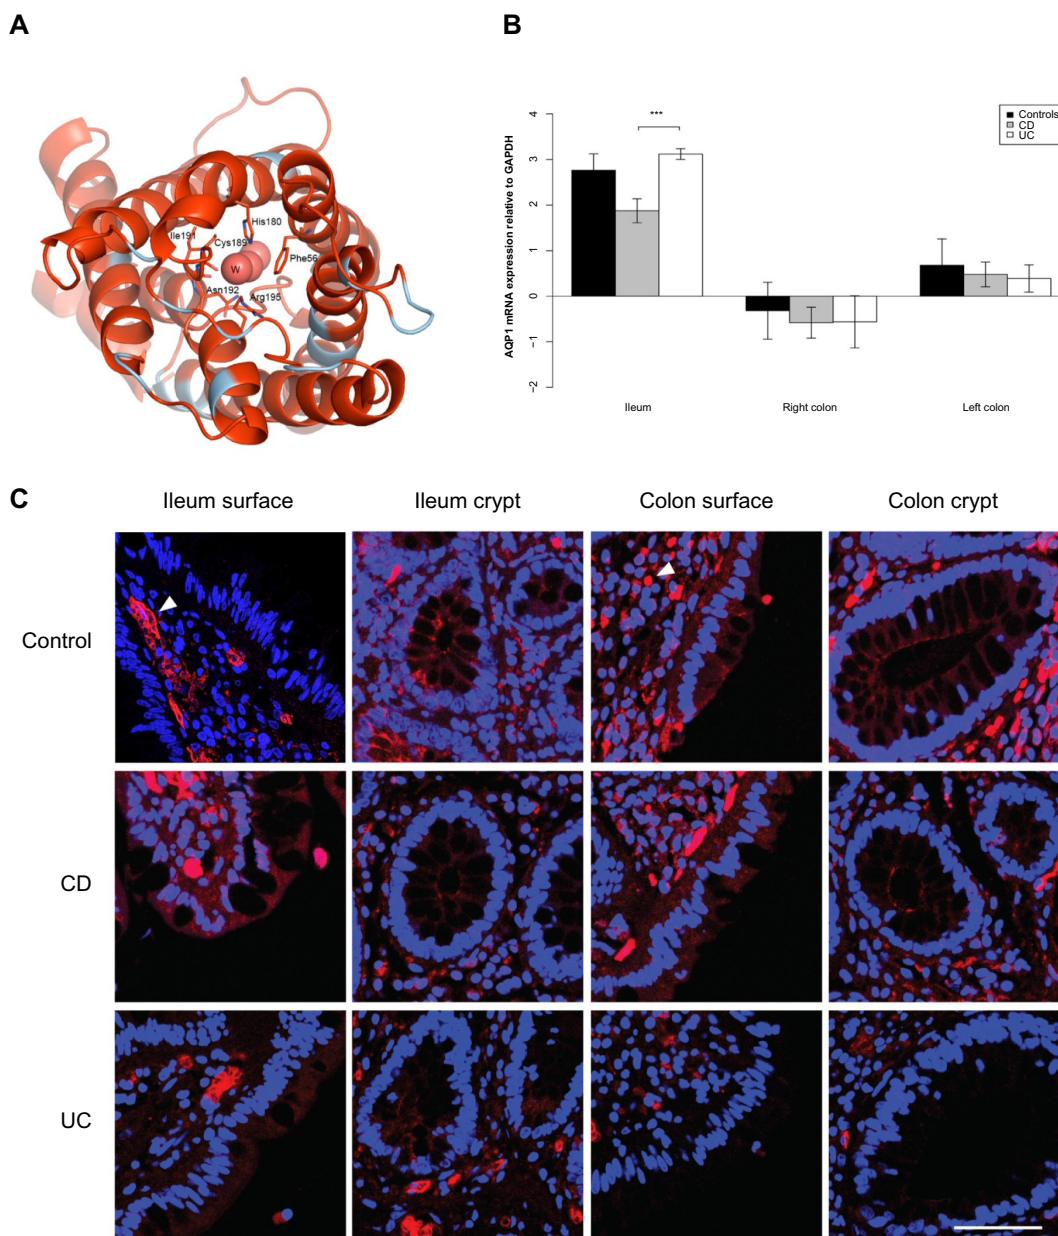 A
Ile191
Cys189
His180
Phe56
W
Asn192
Arg195
B
AQP1 mRNA expression relative to GAPDH
4
3
2
1
0
−1
−2
***
Controls
CD
UC
Ileum
Right colon
Left colon
C
Ileum surface
Ileum crypt
Colon surface
Colon crypt
Control
CD
UC